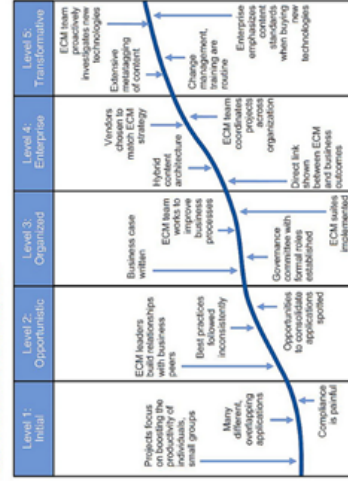 Level 1:
Initial
Projects focus
on boosting the
productivity of
individuals,
small groups
Many
different,
overlapping
applications
Compliance
is painful
Level 2:
Opportunistic
ECM leaders
build relationships
with business
peers
Best practices
followed
inconsistently
Opportunities
to consolidate
applications
spotted
Level 3:
Organized
Business case
written
ECM team
works to
improve
business
processes
Governance
committee with
formal roles
established
ECM suites
implemented
Level 4:
Enterprise
Vendors
chosen to
match ECM
strategy
Hybrid
content
architecture
ECM team
coordinates
projects
across
organization
Direct link
shown
between ECM
and business
outcomes
Level 5:
Transformative
ECM team
proactively
investigates new
technologies
Extensive
metatagging
of content
Change
management,
training are
routine
Enterprise
emphasizes
content
standards
when buying
new
technologies